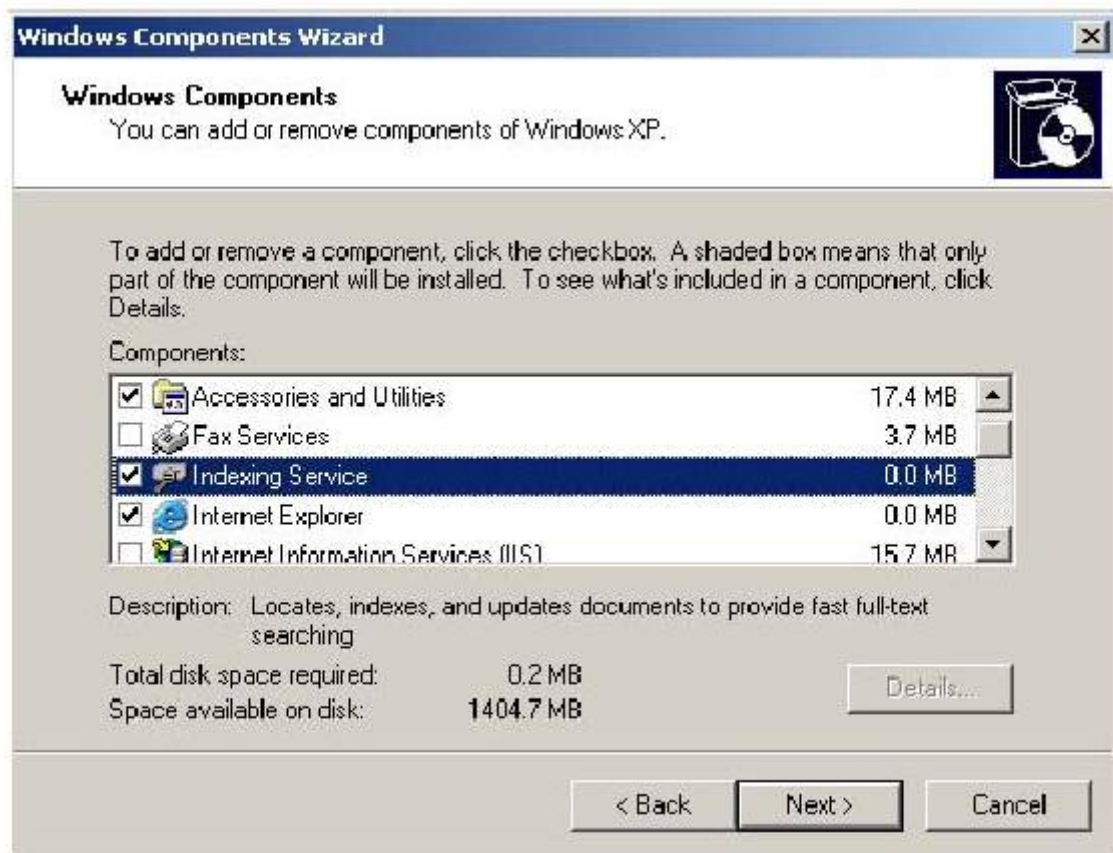 Windows Components Wizard
Windows Components
You can add or remove components of Windows XP.
To add or remove a component, click the checkbox. A shaded box means that only
part of the component will be installed. To see what's included in a component, click
Details.
Components:
Accessories and Utilities 17.4 MB
Fax Services 3.7 MB
Indexing Service 0.0 MB
Internet Explorer 0.0 MB
Internet Information Services (IIS) 15.7 MB
Description: Locates, indexes, and updates documents to provide fast full-text
searching
Total disk space required: 0.2 MB
Space available on disk: 1404.7 MB
Details...
< Back Next > Cancel